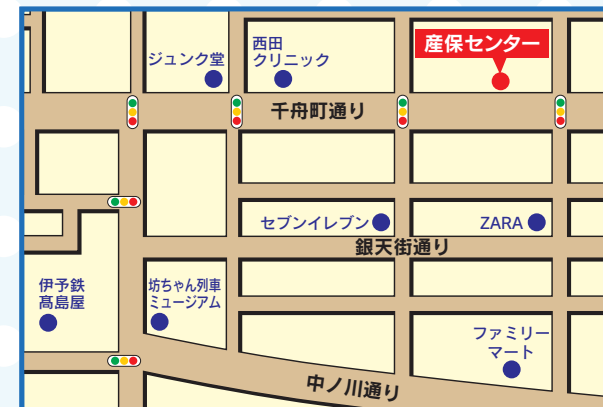 ジュンク堂
西田
クリニック
産保センター
千舟町通り
セブンイレブン
ZARA
銀天街通り
伊予鉄
髙島屋
坊ちゃん列車
ミュージアム
ファミリー
マート
中ノ川通り